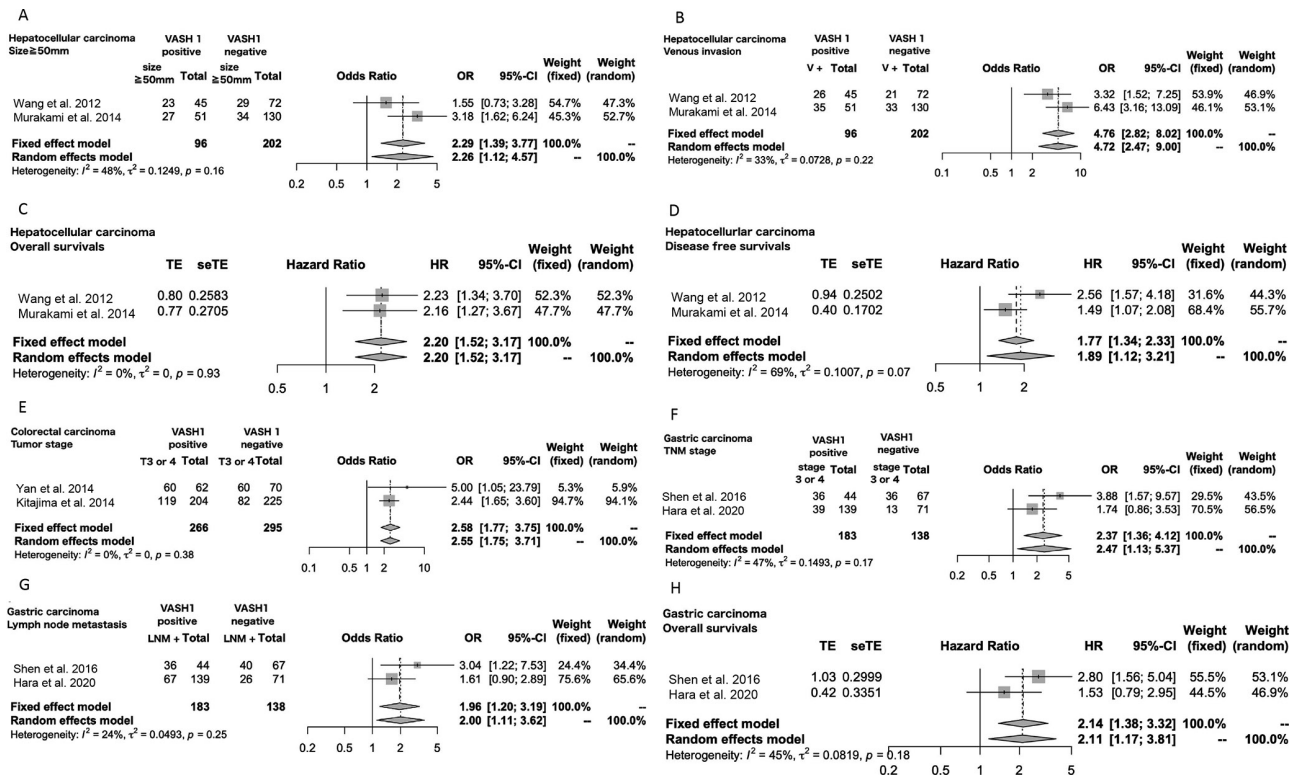 A
Hepatocellular carcinoma VASH 1 VASH1
Size≧50mm positive negative Weight Weight
size size
≧50mm Total ≧50mm Total Odds Ratio OR 95%-CI (fixed) (random)
Wang et al. 2012 23 45 29 72 1.55 [0.73; 3.28] 54.7% 47.3%
Murakami et al. 2014 27 51 34 130 3.18 [1.62; 6.24] 45.3% 52.7%
Fixed effect model 96 202 2.29 [1.39; 3.77] 100.0% --
Random effects model 2.26 [1.12; 4.57] -- 100.0%
Heterogeneity: I² = 48%, τ² = 0.1249, p = 0.16
0.2 0.5 1 2 5
B
Hepatocellular carcinoma VASH 1 VASH 1
Venous invasion positive negative Weight Weight
V + Total V + Total Odds Ratio OR 95%-CI (fixed) (random)
Wang et al. 2012 26 45 21 72 3.32 [1.52; 7.25] 53.9% 46.9%
Murakami et al. 2014 35 51 33 130 6.43 [3.16; 13.09] 46.1% 53.1%
Fixed effect model 96 202 4.76 [2.82; 8.02] 100.0% --
Random effects model 4.72 [2.47; 9.00] -- 100.0%
Heterogeneity: I² = 33%, τ² = 0.0728, p = 0.22
0.1 0.5 1 2 10
C
Hepatocellular carcinoma
Overall survivals Weight Weight
TE seTE Hazard Ratio HR 95%-CI (fixed) (random)
Wang et al. 2012 0.80 0.2583 2.23 [1.34; 3.70] 52.3% 52.3%
Murakami et al. 2014 0.77 0.2705 2.16 [1.27; 3.67] 47.7% 47.7%
Fixed effect model 2.20 [1.52; 3.17] 100.0% --
Random effects model 2.20 [1.52; 3.17] -- 100.0%
Heterogeneity: I² = 0%, τ² = 0, p = 0.93
0.5 1 2
D
Hepatocellurlar carcinoma
Disease free survivals Weight Weight
TE seTE Hazard Ratio HR 95%-CI (fixed) (random)
Wang et al. 2012 0.94 0.2502 2.56 [1.57; 4.18] 31.6% 44.3%
Murakami et al. 2014 0.40 0.1702 1.49 [1.07; 2.08] 68.4% 55.7%
Fixed effect model 1.77 [1.34; 2.33] 100.0% --
Random effects model 1.89 [1.12; 3.21] -- 100.0%
Heterogeneity: I² = 69%, τ² = 0.1007, p = 0.07
0.5 1 2
E
Colorectal carcinoma VASH1 VASH 1
Tumor stage positive negative Weight Weight
T3 or 4 Total T3 or 4 Total Odds Ratio OR 95%-CI (fixed) (random)
Yan et al. 2014 60 62 60 70 5.00 [1.05; 23.79] 5.3% 5.9%
Kitajima et al. 2014 119 204 82 225 2.44 [1.65; 3.60] 94.7% 94.1%
Fixed effect model 266 295 2.58 [1.77; 3.75] 100.0% --
Random effects model 2.55 [1.75; 3.71] -- 100.0%
Heterogeneity: I² = 0%, τ² = 0, p = 0.38
0.1 0.5 1 2 10
F
Gastric carcinoma VASH1 VASH1
TNM stage positive negative Weight Weight
stage stage
3 or 4 Total 3 or 4 Total Odds Ratio OR 95%-CI (fixed) (random)
Shen et al. 2016 36 44 36 67 3.88 [1.57; 9.57] 29.5% 43.5%
Hara et al. 2020 39 139 13 71 1.74 [0.86; 3.53] 70.5% 56.5%
Fixed effect model 183 138 2.37 [1.36; 4.12] 100.0% --
Random effects model 2.47 [1.13; 5.37] -- 100.0%
Heterogeneity: I² = 47%, τ² = 0.1493, p = 0.17
0.2 0.5 1 2 5
G
Gastric carcinoma VASH1 VASH1
Lymph node metastasis positive negative Weight Weight
LNM + Total LNM + Total Odds Ratio OR 95%-CI (fixed) (random)
Shen et al. 2016 36 44 40 67 3.04 [1.22; 7.53] 24.4% 34.4%
Hara et al. 2020 67 139 26 71 1.61 [0.90; 2.89] 75.6% 65.6%
Fixed effect model 183 138 1.96 [1.20; 3.19] 100.0% --
Random effects model 2.00 [1.11; 3.62] -- 100.0%
Heterogeneity: I² = 24%, τ² = 0.0493, p = 0.25
0.2 0.5 1 2 5
H
Gastric carcinoma
Overall survivals Weight Weight
TE seTE Hazard Ratio HR 95%-CI (fixed) (random)
Shen et al. 2016 1.03 0.2999 2.80 [1.56; 5.04] 55.5% 53.1%
Hara et al. 2020 0.42 0.3351 1.53 [0.79; 2.95] 44.5% 46.9%
Fixed effect model 2.14 [1.38; 3.32] 100.0% --
Random effects model 2.11 [1.17; 3.81] -- 100.0%
Heterogeneity: I² = 45%, τ² = 0.0819, p = 0.18
0.2 0.5 1 2 5